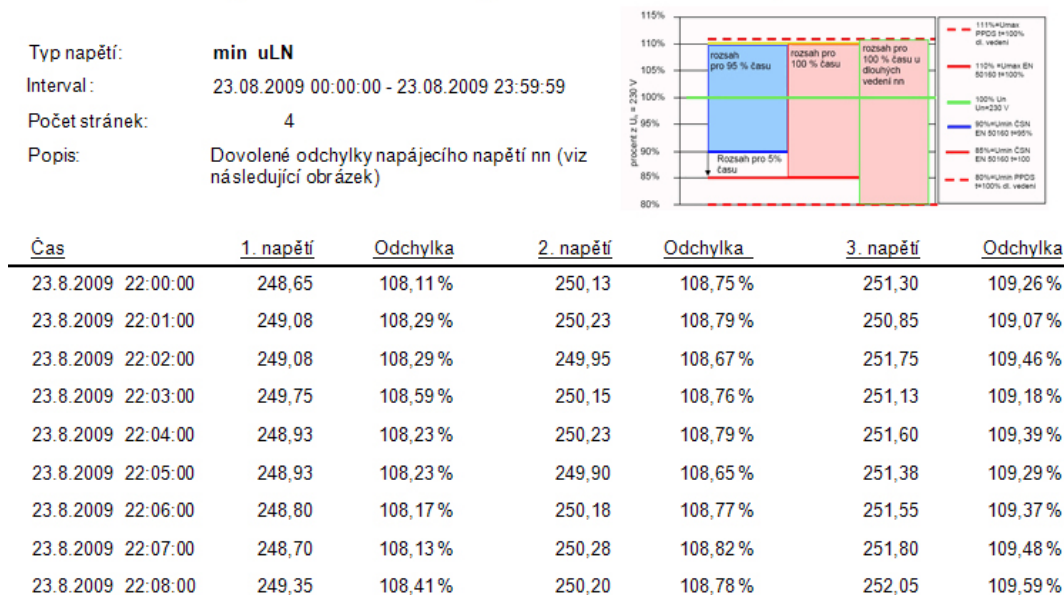 Typ napětí: min uLN
Interval: 23.08.2009 00:00:00 - 23.08.2009 23:59:59
Počet stránek: 4
Popis: Dovolené odchylky napájecího napětí nn (viz
následující obrázek)
115%
110%
105%
100%
95%
90%
85%
80%
procent z Un = 230 V
rozsah
pro 95 % času
rozsah pro
100 % času
rozsah pro
100 % času u
dlouhých
vedení nn
Rozsah pro 5%
času
111%=Umax
PPDS t=100%
dl. vedení
110% =Umax EN
50160 t=100%
100% Un
Un=230 V
90%=Umin ČSN
EN 50160 t=95%
85%=Umin ČSN
EN 50160 t=100
80%=Umin PPDS
t=100% dl. vedení
Čas 1. napětí Odchylka 2. napětí Odchylka 3. napětí Odchylka
23.8.2009 22:00:00 248,65 108,11 % 250,13 108,75 % 251,30 109,26 %
23.8.2009 22:01:00 249,08 108,29 % 250,23 108,79 % 250,85 109,07 %
23.8.2009 22:02:00 249,08 108,29 % 249,95 108,67 % 251,75 109,46 %
23.8.2009 22:03:00 249,75 108,59 % 250,15 108,76 % 251,13 109,18 %
23.8.2009 22:04:00 248,93 108,23 % 250,23 108,79 % 251,60 109,39 %
23.8.2009 22:05:00 248,93 108,23 % 249,90 108,65 % 251,38 109,29 %
23.8.2009 22:06:00 248,80 108,17 % 250,18 108,77 % 251,55 109,37 %
23.8.2009 22:07:00 248,70 108,13 % 250,28 108,82 % 251,80 109,48 %
23.8.2009 22:08:00 249,35 108,41 % 250,20 108,78 % 252,05 109,59 %